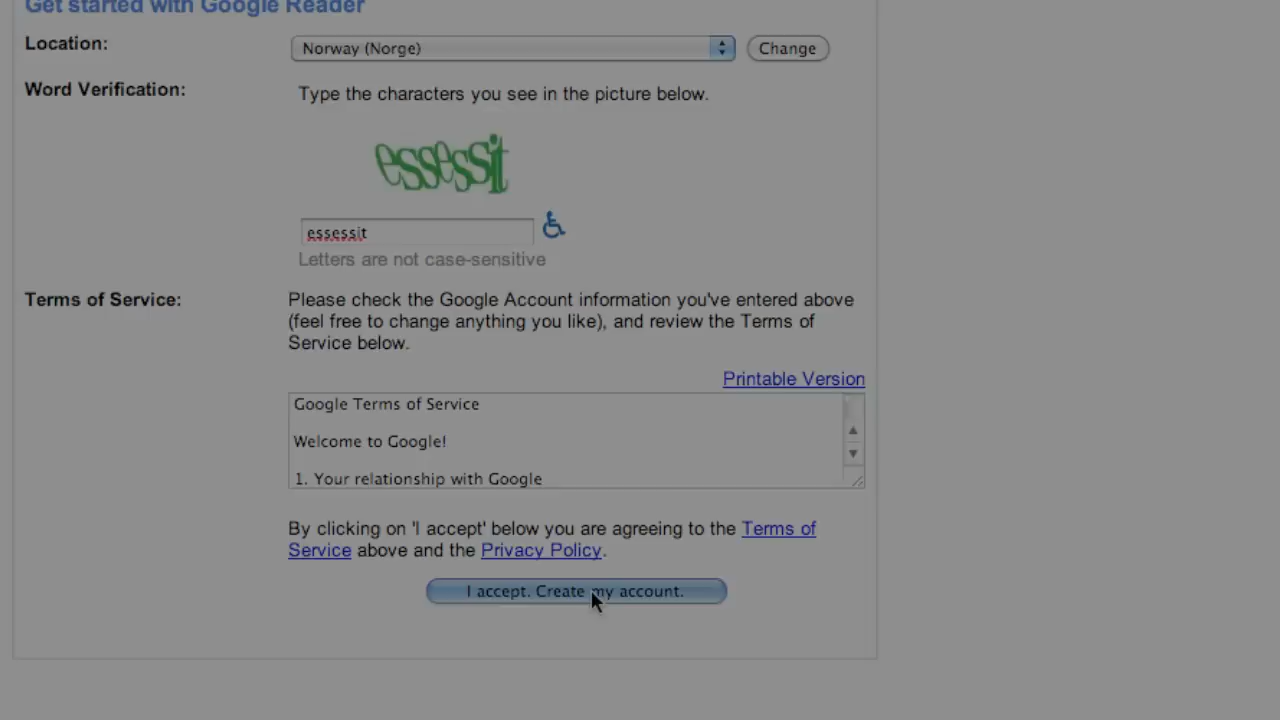 Get started with Google Reader
Location:
Norway (Norge)
Change
Word Verification:
Type the characters you see in the picture below.
essessit
essessit
Letters are not case-sensitive
Terms of Service:
Please check the Google Account information you've entered above
(feel free to change anything you like), and review the Terms of
Service below.
Printable Version
Google Terms of Service
Welcome to Google!
1. Your relationship with Google
By clicking on 'I accept' below you are agreeing to the Terms of
Service above and the Privacy Policy.
I accept. Create my account.